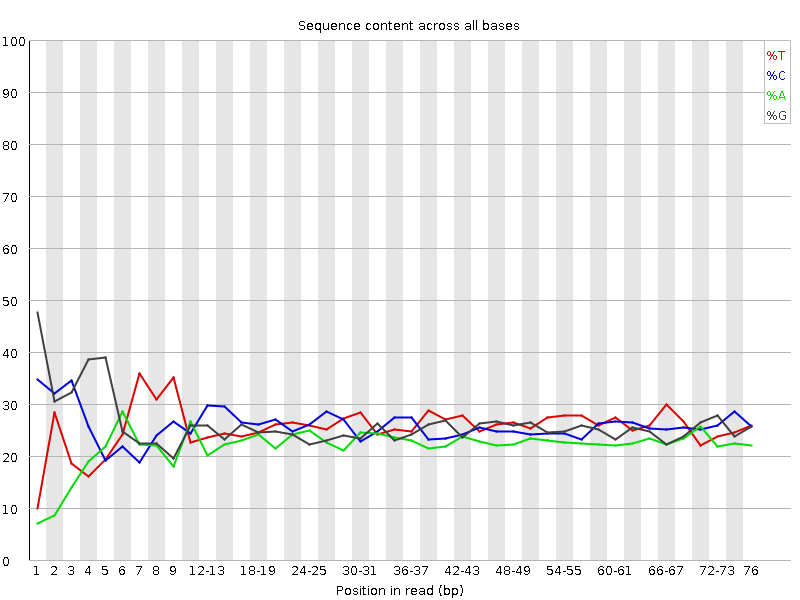 Sequence content across all bases
100
90
80
70
60
50
40
30
20
10
0
%T
%C
%A
%G
1 2 3 4 5 6 7 8 9 12-13 18-19 24-25 30-31 36-37 42-43 48-49 54-55 60-61 66-67 72-73 76
Position in read (bp)